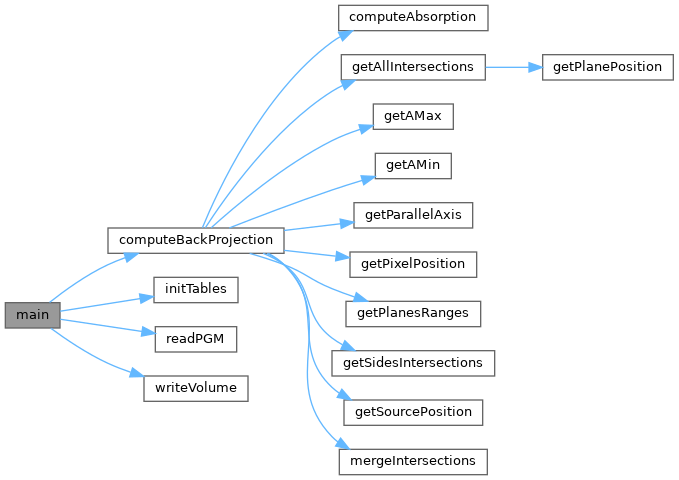 main
computeBackProjection
initTables
readPGM
writeVolume
computeAbsorption
getAllIntersections
getPlanePosition
getAMax
getAMin
getParallelAxis
getPixelPosition
getPlanesRanges
getSidesIntersections
getSourcePosition
mergeIntersections